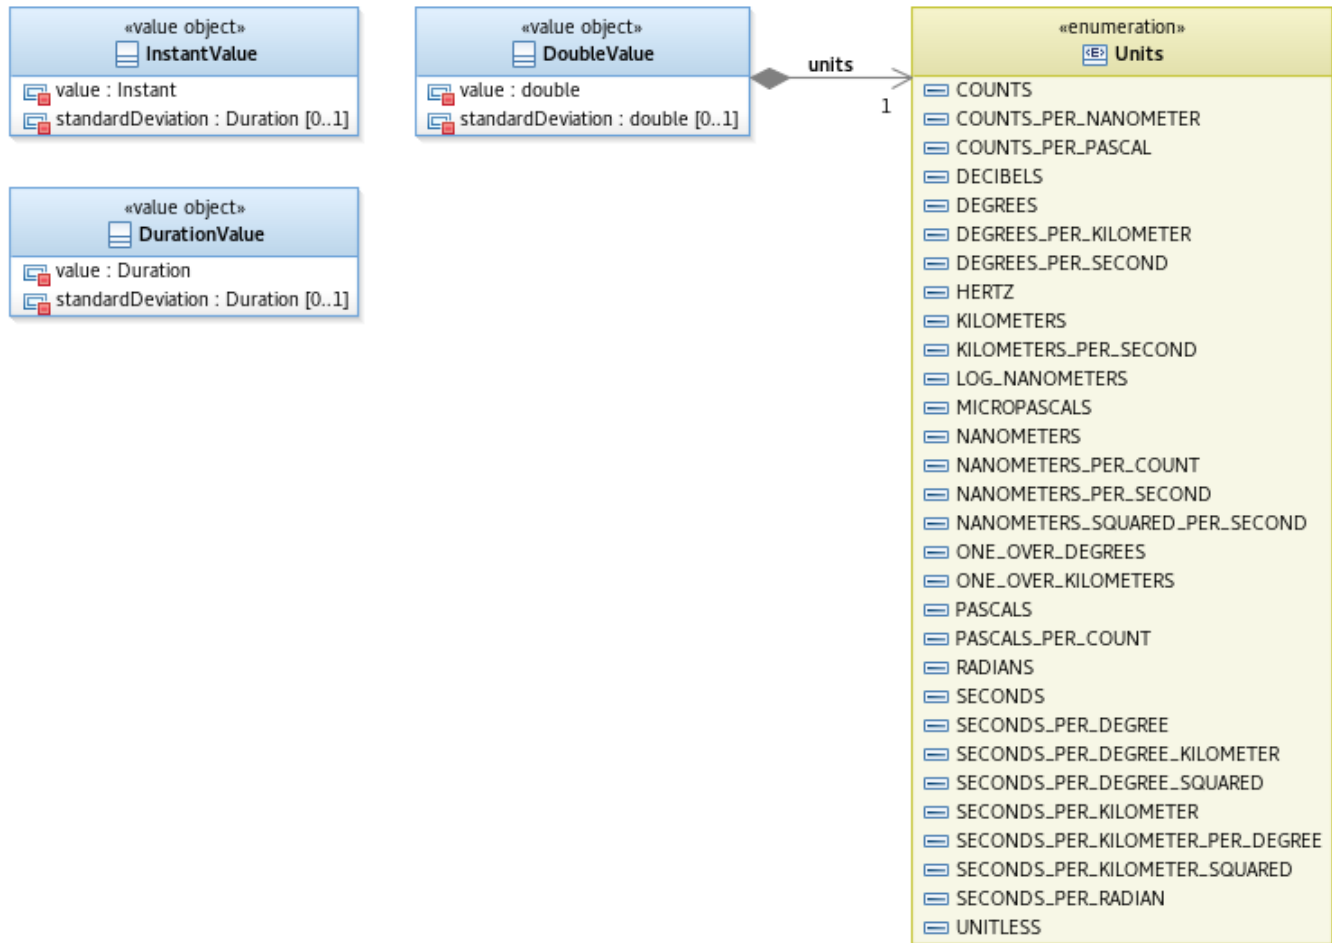 «value object»
InstantValue
value : Instant
standardDeviation : Duration [0..1]
«value object»
DurationValue
value : Duration
standardDeviation : Duration [0..1]
«value object»
DoubleValue
value : double
standardDeviation : double [0..1]
units
1
«enumeration»
<E> Units
COUNTS
COUNTS_PER_NANOMETER
COUNTS_PER_PASCAL
DECIBELS
DEGREES
DEGREES_PER_KILOMETER
DEGREES_PER_SECOND
HERTZ
KILOMETERS
KILOMETERS_PER_SECOND
LOG_NANOMETERS
MICROPASCALS
NANOMETERS
NANOMETERS_PER_COUNT
NANOMETERS_PER_SECOND
NANOMETERS_SQUARED_PER_SECOND
ONE_OVER_DEGREES
ONE_OVER_KILOMETERS
PASCALS
PASCALS_PER_COUNT
RADIANS
SECONDS
SECONDS_PER_DEGREE
SECONDS_PER_DEGREE_KILOMETER
SECONDS_PER_DEGREE_SQUARED
SECONDS_PER_KILOMETER
SECONDS_PER_KILOMETER_PER_DEGREE
SECONDS_PER_KILOMETER_SQUARED
SECONDS_PER_RADIAN
UNITLESS